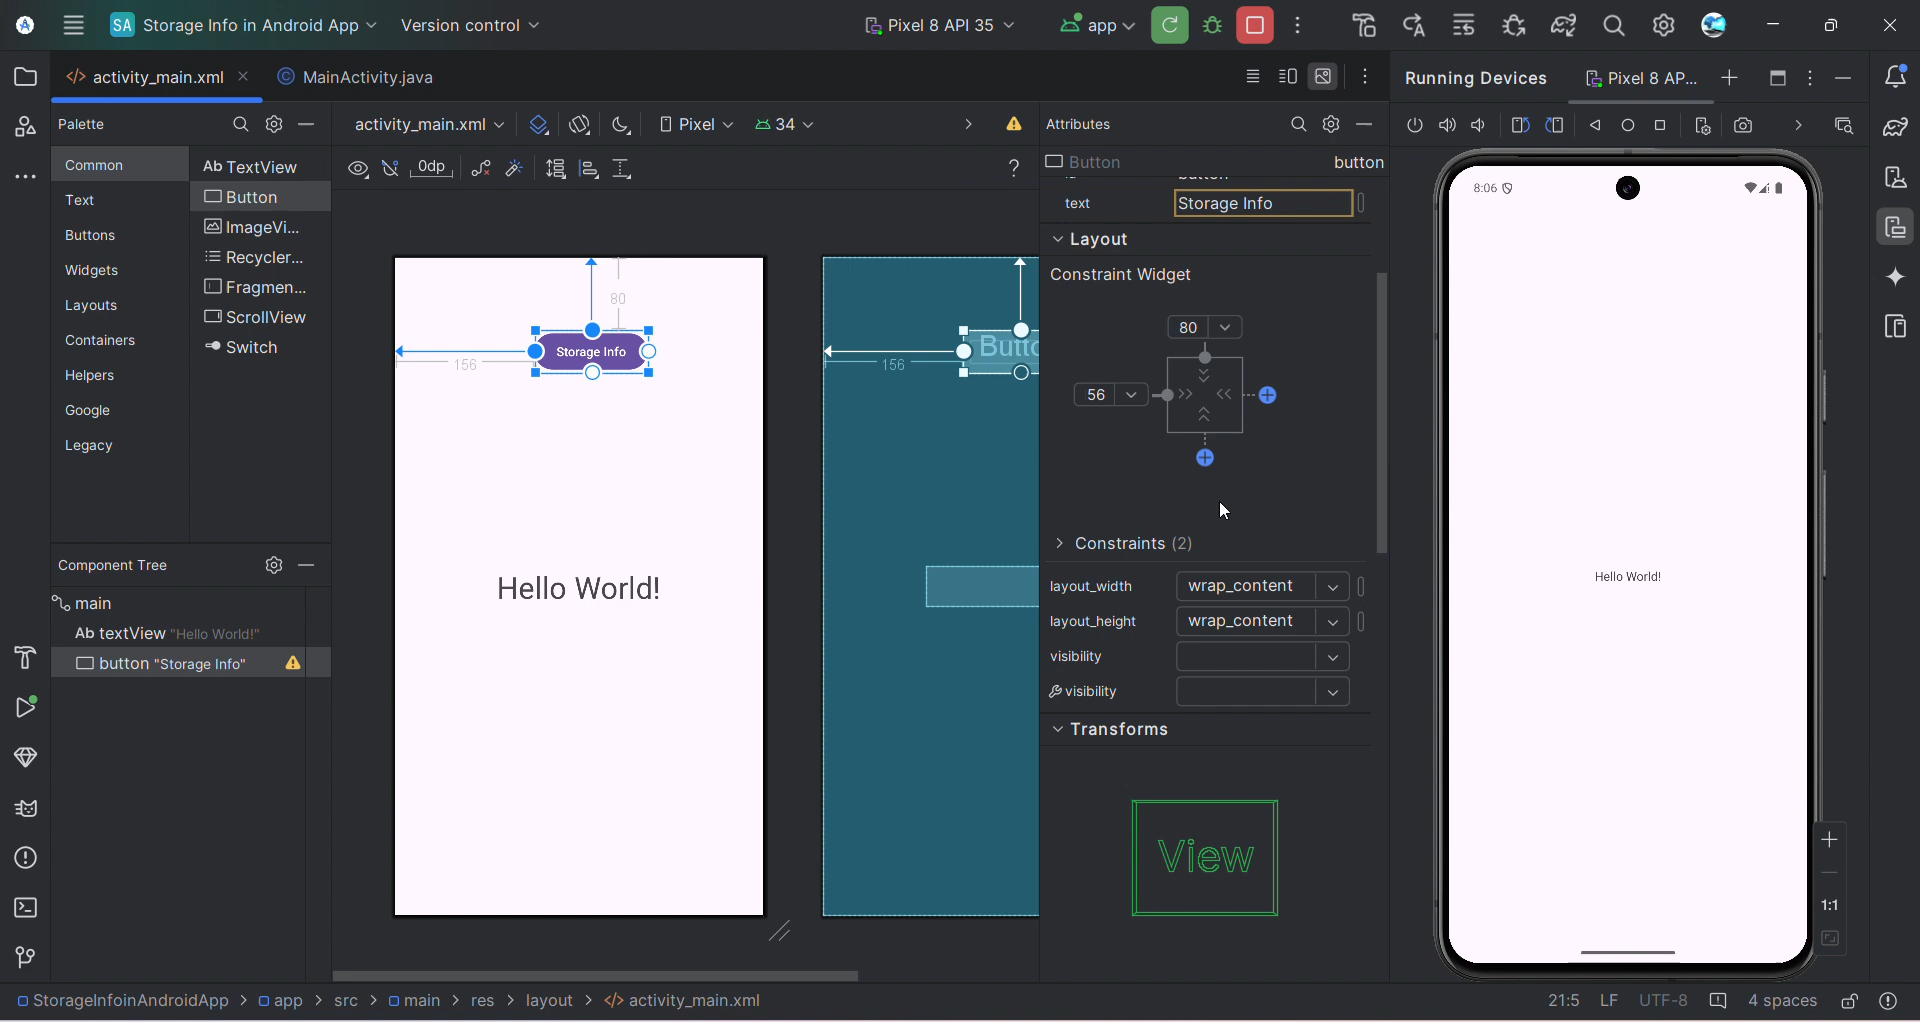 SA Storage Info in Android App Version control Pixel 8 API 35 app
activity_main.xml MainActivity.java
Running Devices Pixel 8 AP...
Palette
activity_main.xml Pixel 34
Attributes
Common
Text
Buttons
Widgets
Layouts
Containers
Helpers
Google
Legacy
Ab TextView
Button
ImageVi...
Recycler...
Fragmen...
ScrollView
Switch
0dp
?
Button button
text Storage Info
Layout
Constraint Widget
80
56
Constraints (2)
layout_width wrap_content
layout_height wrap_content
visibility
visibility
Transforms
View
80
Storage Info
156
Hello World!
156
Butto
Component Tree
main
Ab textView "Hello World!"
button "Storage Info"
8:06
Hello World!
1:1
StorageInfoinAndroidApp > app > src > main > res > layout > activity_main.xml
21:5 LF UTF-8 4 spaces